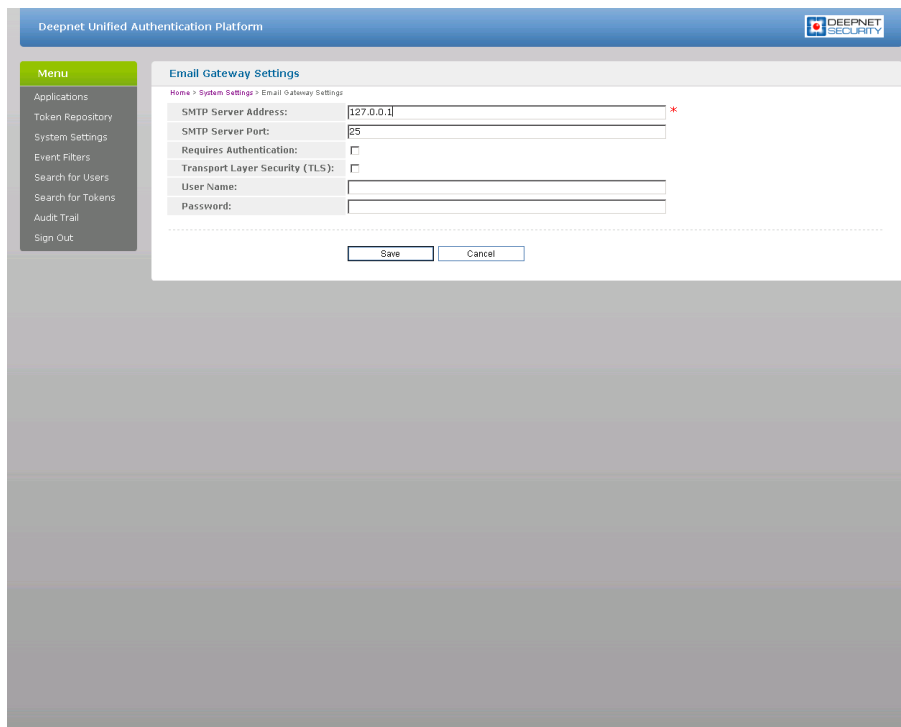 Deepnet Unified Authentication Platform
DEEPNET
SECURITY
Menu
Applications
Token Repository
System Settings
Event Filters
Search for Users
Search for Tokens
Audit Trail
Sign Out
Email Gateway Settings
Home > System Settings > Email Gateway Settings
SMTP Server Address: 127.0.0.1 *
SMTP Server Port: 25
Requires Authentication:
Transport Layer Security (TLS):
User Name:
Password:
Save Cancel